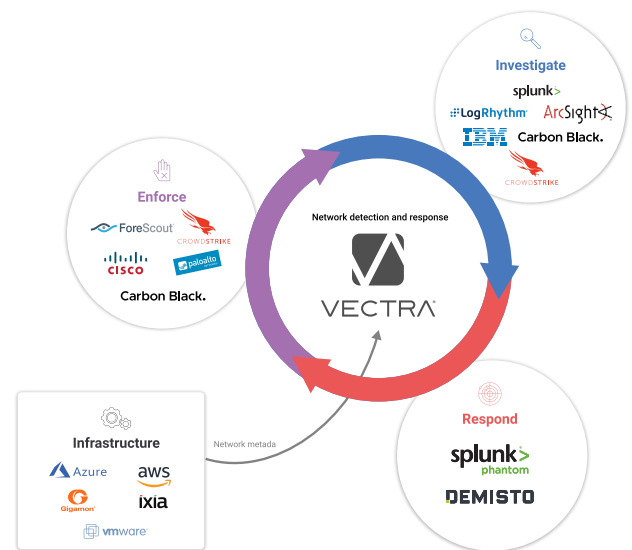 Investigate
splunk>
LogRhythm ArcSight
IBM Carbon Black.
CROWDSTRIKE
Enforce
ForeScout CROWDSTRIKE
CISCO paloalto
Carbon Black.
Network detection and response
VECTRA
Infrastructure
Azure aws
Gigamon ixia
vmware
Network metada
Respond
splunk>
phantom
DEMISTO